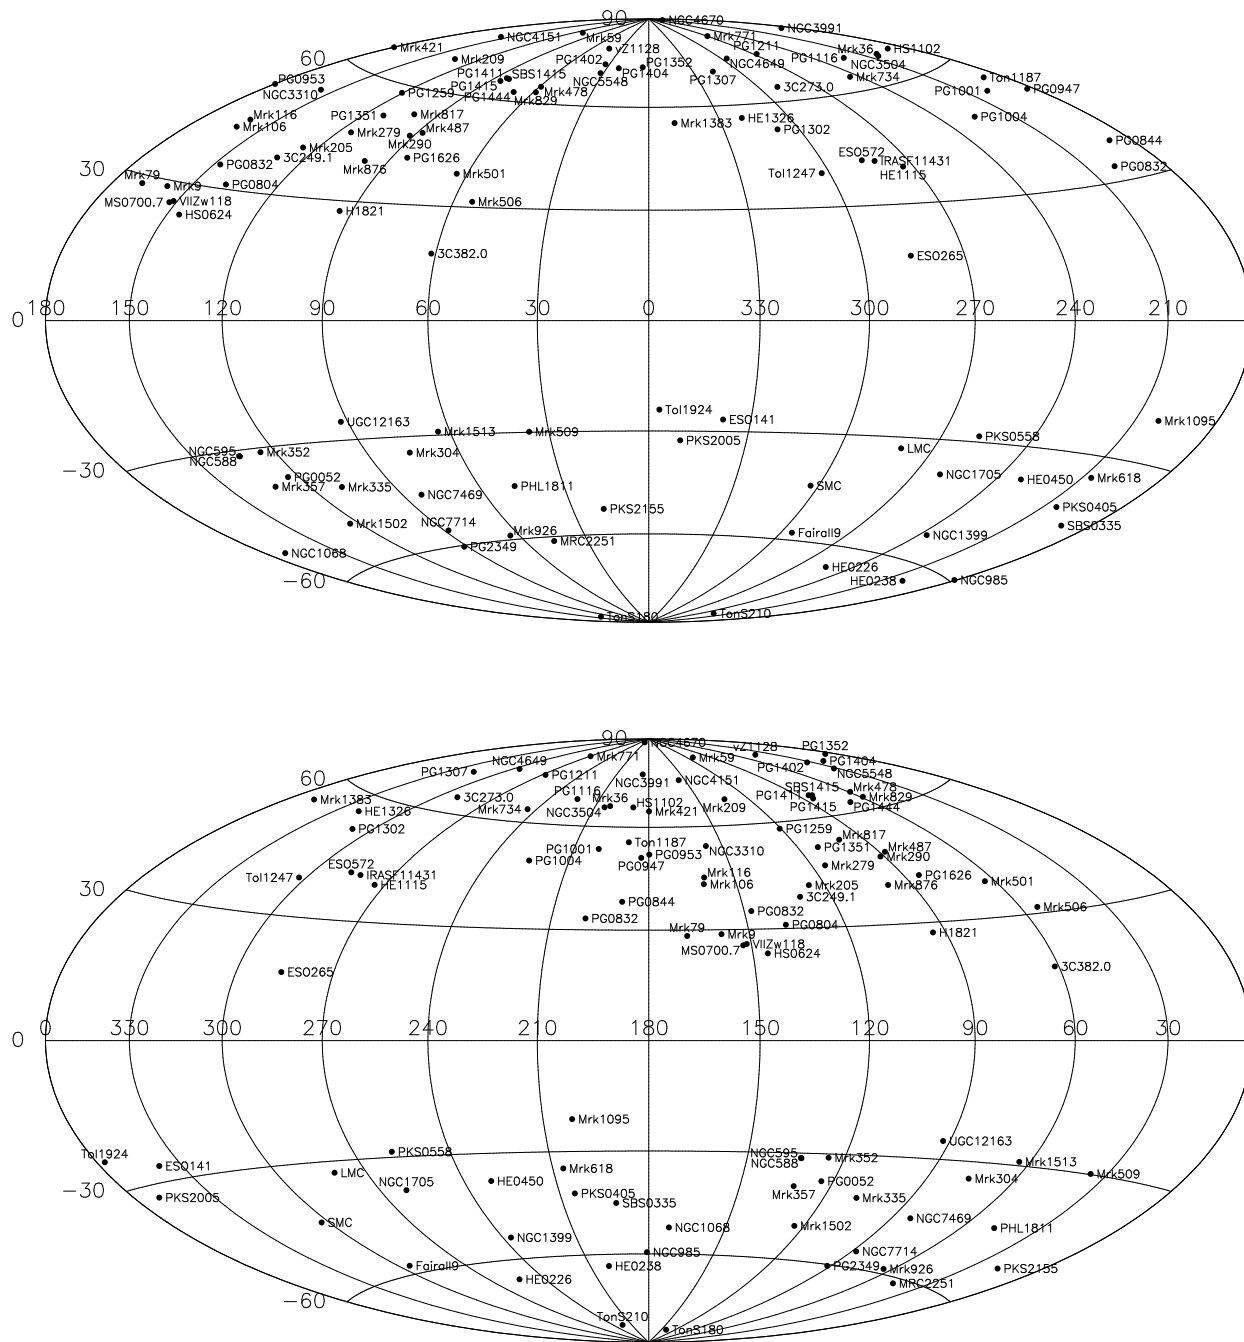 90
NGC4670
NGC3991
Mrk59
NGC4151
Mrk771
Mrk421
vZ1128
PG1211
Mrk36
HS1102
60
Mrk209
PG1402
PG1352
NGC4649
PG1116
NGC3504
PG1411
SBS1415
PG1404
PG1307
Mrk734
Ton1187
PG0953
NGC5548
PG1415
3C273.0
PG1001
PG0947
NGC3310
PG1259
PG1444
Mrk478
Mrk829
Mrk116
PG1351
Mrk817
Mrk1383
HE1326
PG1004
Mrk106
Mrk279
Mrk487
PG1302
Mrk290
PG0844
Mrk205
3C249.1
PG1626
ESO572
IRASF11431
PG0832
Mrk876
HE1115
PG0832
30
Mrk501
Tol1247
Mrk79
Mrk9
PG0804
MS0700.7
VIIZw118
Mrk506
HS0624
H1821
3C382.0
ESO265
0
180
150
120
90
60
30
0
330
300
270
240
210
Tol1924
UGC12163
ESO141
Mrk1095
Mrk1513
Mrk509
PKS2005
PKS0558
NGC595
NGC588
Mrk352
Mrk304
LMC
−30
PG0052
NGC1705
HE0450
Mrk618
Mrk357
Mrk335
PHL1811
SMC
NGC7469
PKS2155
PKS0405
Mrk1502
NGC7714
SBS0335
Mrk926
Fairall9
NGC1399
PG2349
MRC2251
NGC1068
HE0226
−60
HE0238
NGC985
TonS180
TonS210
90
NGC4670
vZ1128
PG1352
Mrk771
Mrk59
NGC4649
PG1402
PG1404
PG1307
PG1211
NGC5548
60
NGC3991
NGC4151
SBS1415
Mrk478
3C273.0
PG1116
PG1411
Mrk829
Mrk1383
Mrk36
HS1102
Mrk209
PG1415
PG1444
HE1326
Mrk734
NGC3504
Mrk421
PG1302
PG1259
Mrk817
Ton1187
PG1001
NGC3310
PG1351
Mrk487
PG0953
Mrk290
PG1004
PG0947
Mrk279
ESO572
IRASF11431
Mrk116
PG1626
Tol1247
HE1115
Mrk106
Mrk205
Mrk876
Mrk501
30
3C249.1
PG0844
PG0832
Mrk506
PG0832
PG0804
Mrk79
Mrk9
H1821
MS0700.7
VIIZw118
HS0624
3C382.0
ESO265
0
0
330
300
270
240
210
180
150
120
90
60
30
Mrk1095
UGC12163
Tol1924
PKS0558
NGC595
Mrk352
ESO141
LMC
Mrk618
NGC588
Mrk1513
Mrk509
NGC1705
HE0450
PG0052
Mrk304
−30
PKS2005
PKS0405
Mrk357
Mrk335
SBS0335
SMC
NGC1068
Mrk1502
NGC7469
PHL1811
NGC1399
NGC985
NGC7714
Fairall9
HE0238
PG2349
Mrk926
PKS2155
HE0226
MRC2251
−60
TonS210
TonS180